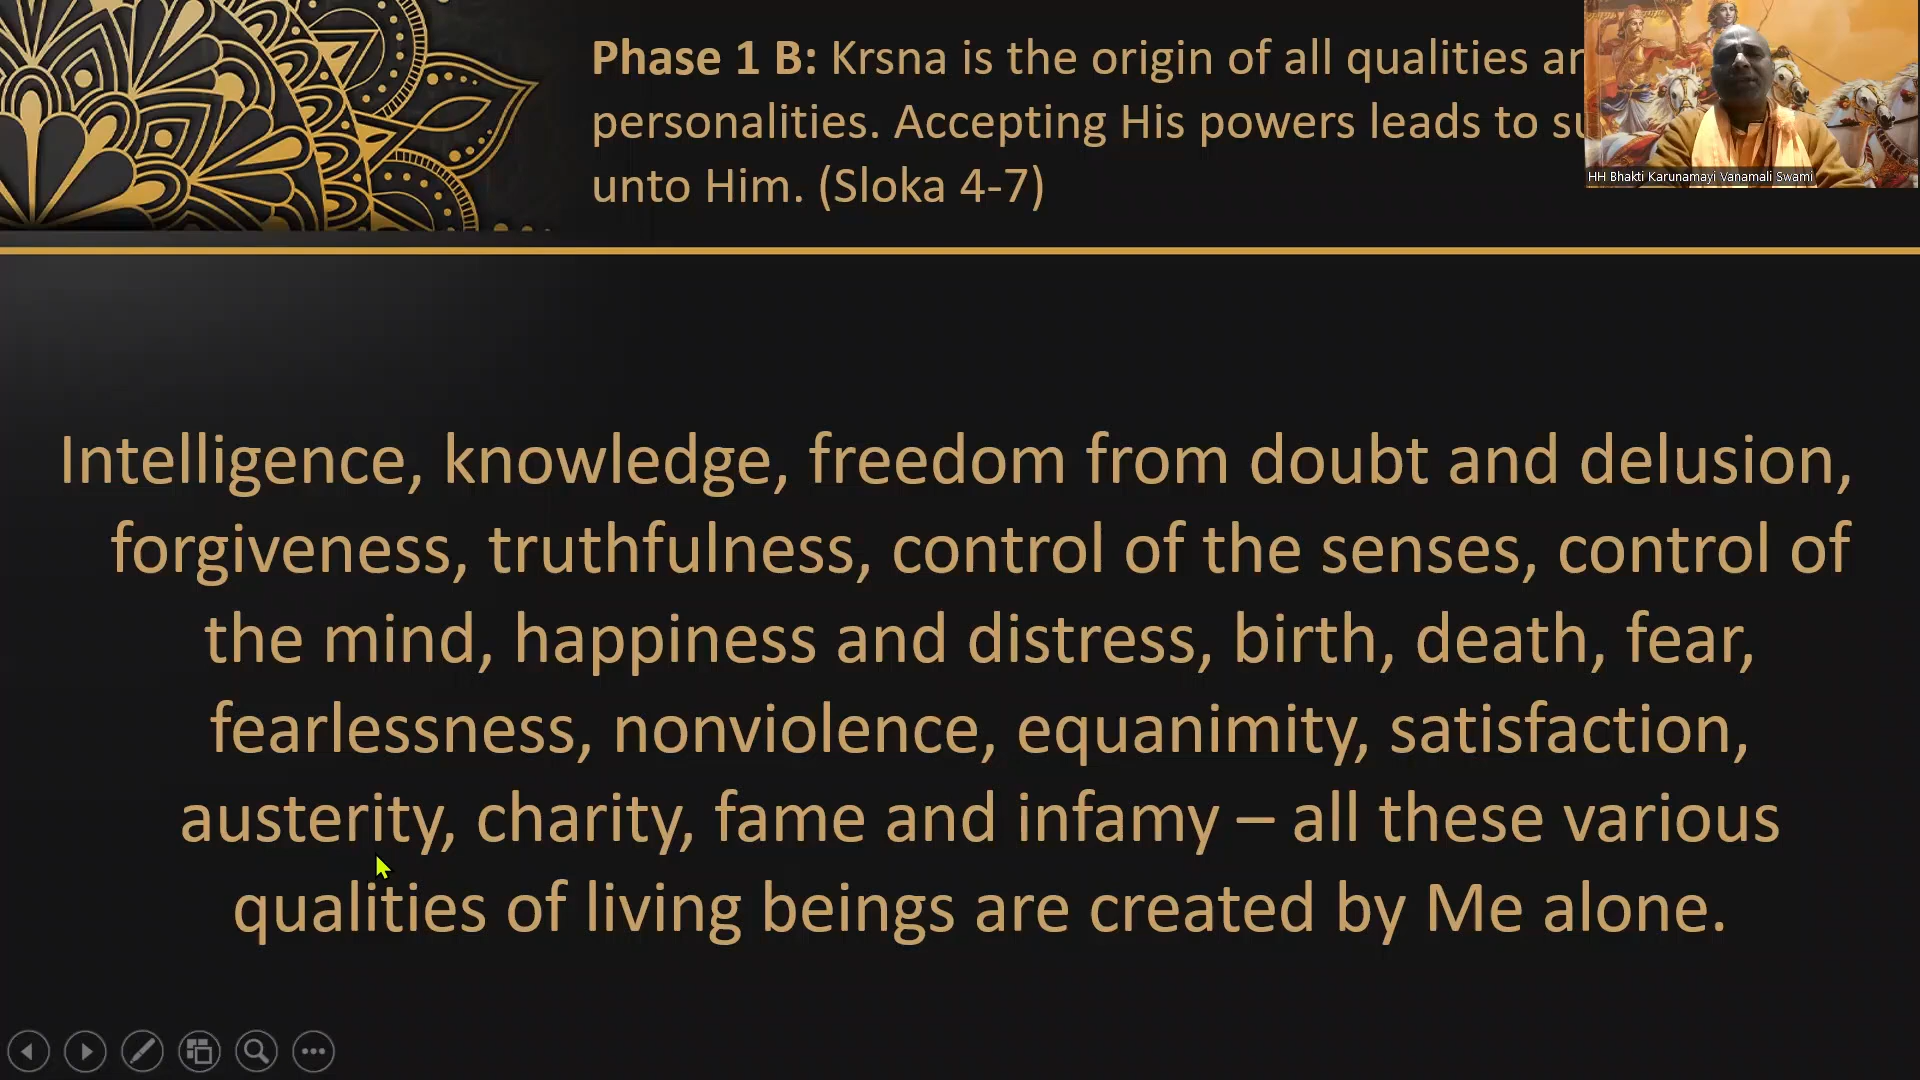 Phase 1 B: Krsna is the origin of all qualities
personalities. Accepting His powers leads to
unto Him. (Sloka 4-7)
HH Bhakti Karunamayi Vanamali Swami
Intelligence, knowledge, freedom from doubt and delusion,
forgiveness, truthfulness, control of the senses, control of
the mind, happiness and distress, birth, death, fear,
fearlessness, nonviolence, equanimity, satisfaction,
austerity, charity, fame and infamy – all these various
qualities of living beings are created by Me alone.